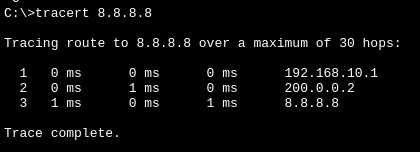 C:\>tracert 8.8.8.8
Tracing route to 8.8.8.8 over a maximum of 30 hops:
1 0 ms 0 ms 0 ms 192.168.10.1
2 0 ms 1 ms 0 ms 200.0.0.2
3 1 ms 0 ms 1 ms 8.8.8.8
Trace complete.